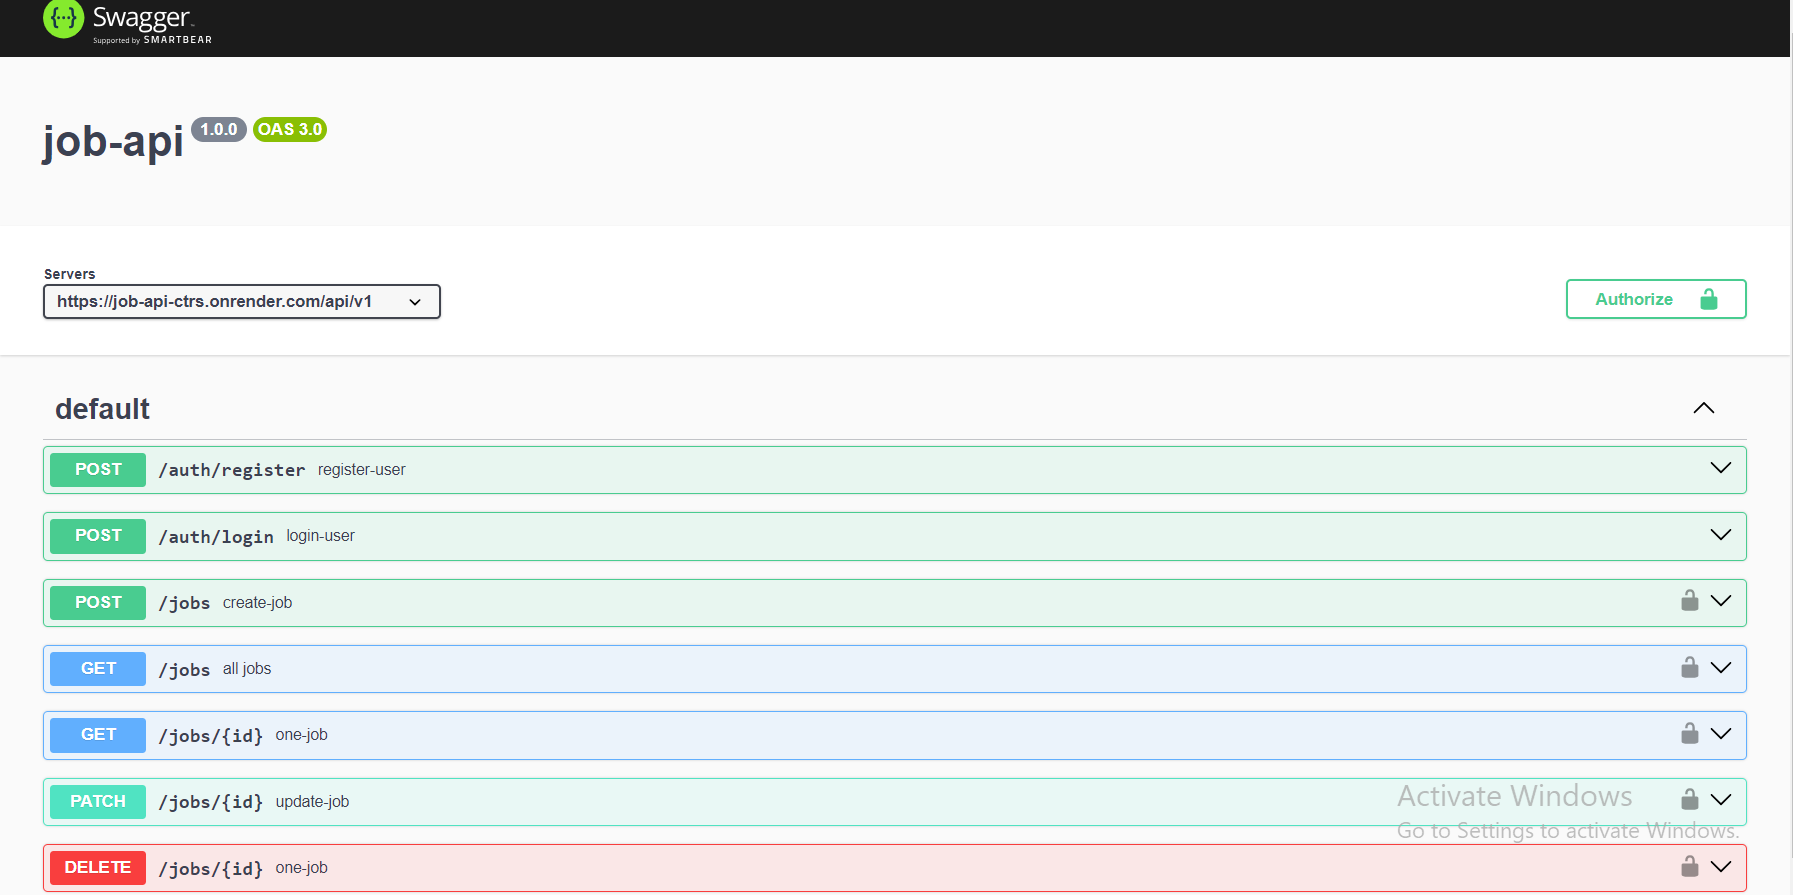 {···} Swagger
Supported by SMARTBEAR
job-api 1.0.0 OAS 3.0
Servers
https://job-api-ctrs.onrender.com/api/v1
Authorize
default
POST /auth/register register-user
POST /auth/login login-user
POST /jobs create-job
GET /jobs all jobs
GET /jobs/{id} one-job
PATCH /jobs/{id} update-job
Activate Windows
Go to Settings to activate Windows.
DELETE /jobs/{id} one-job